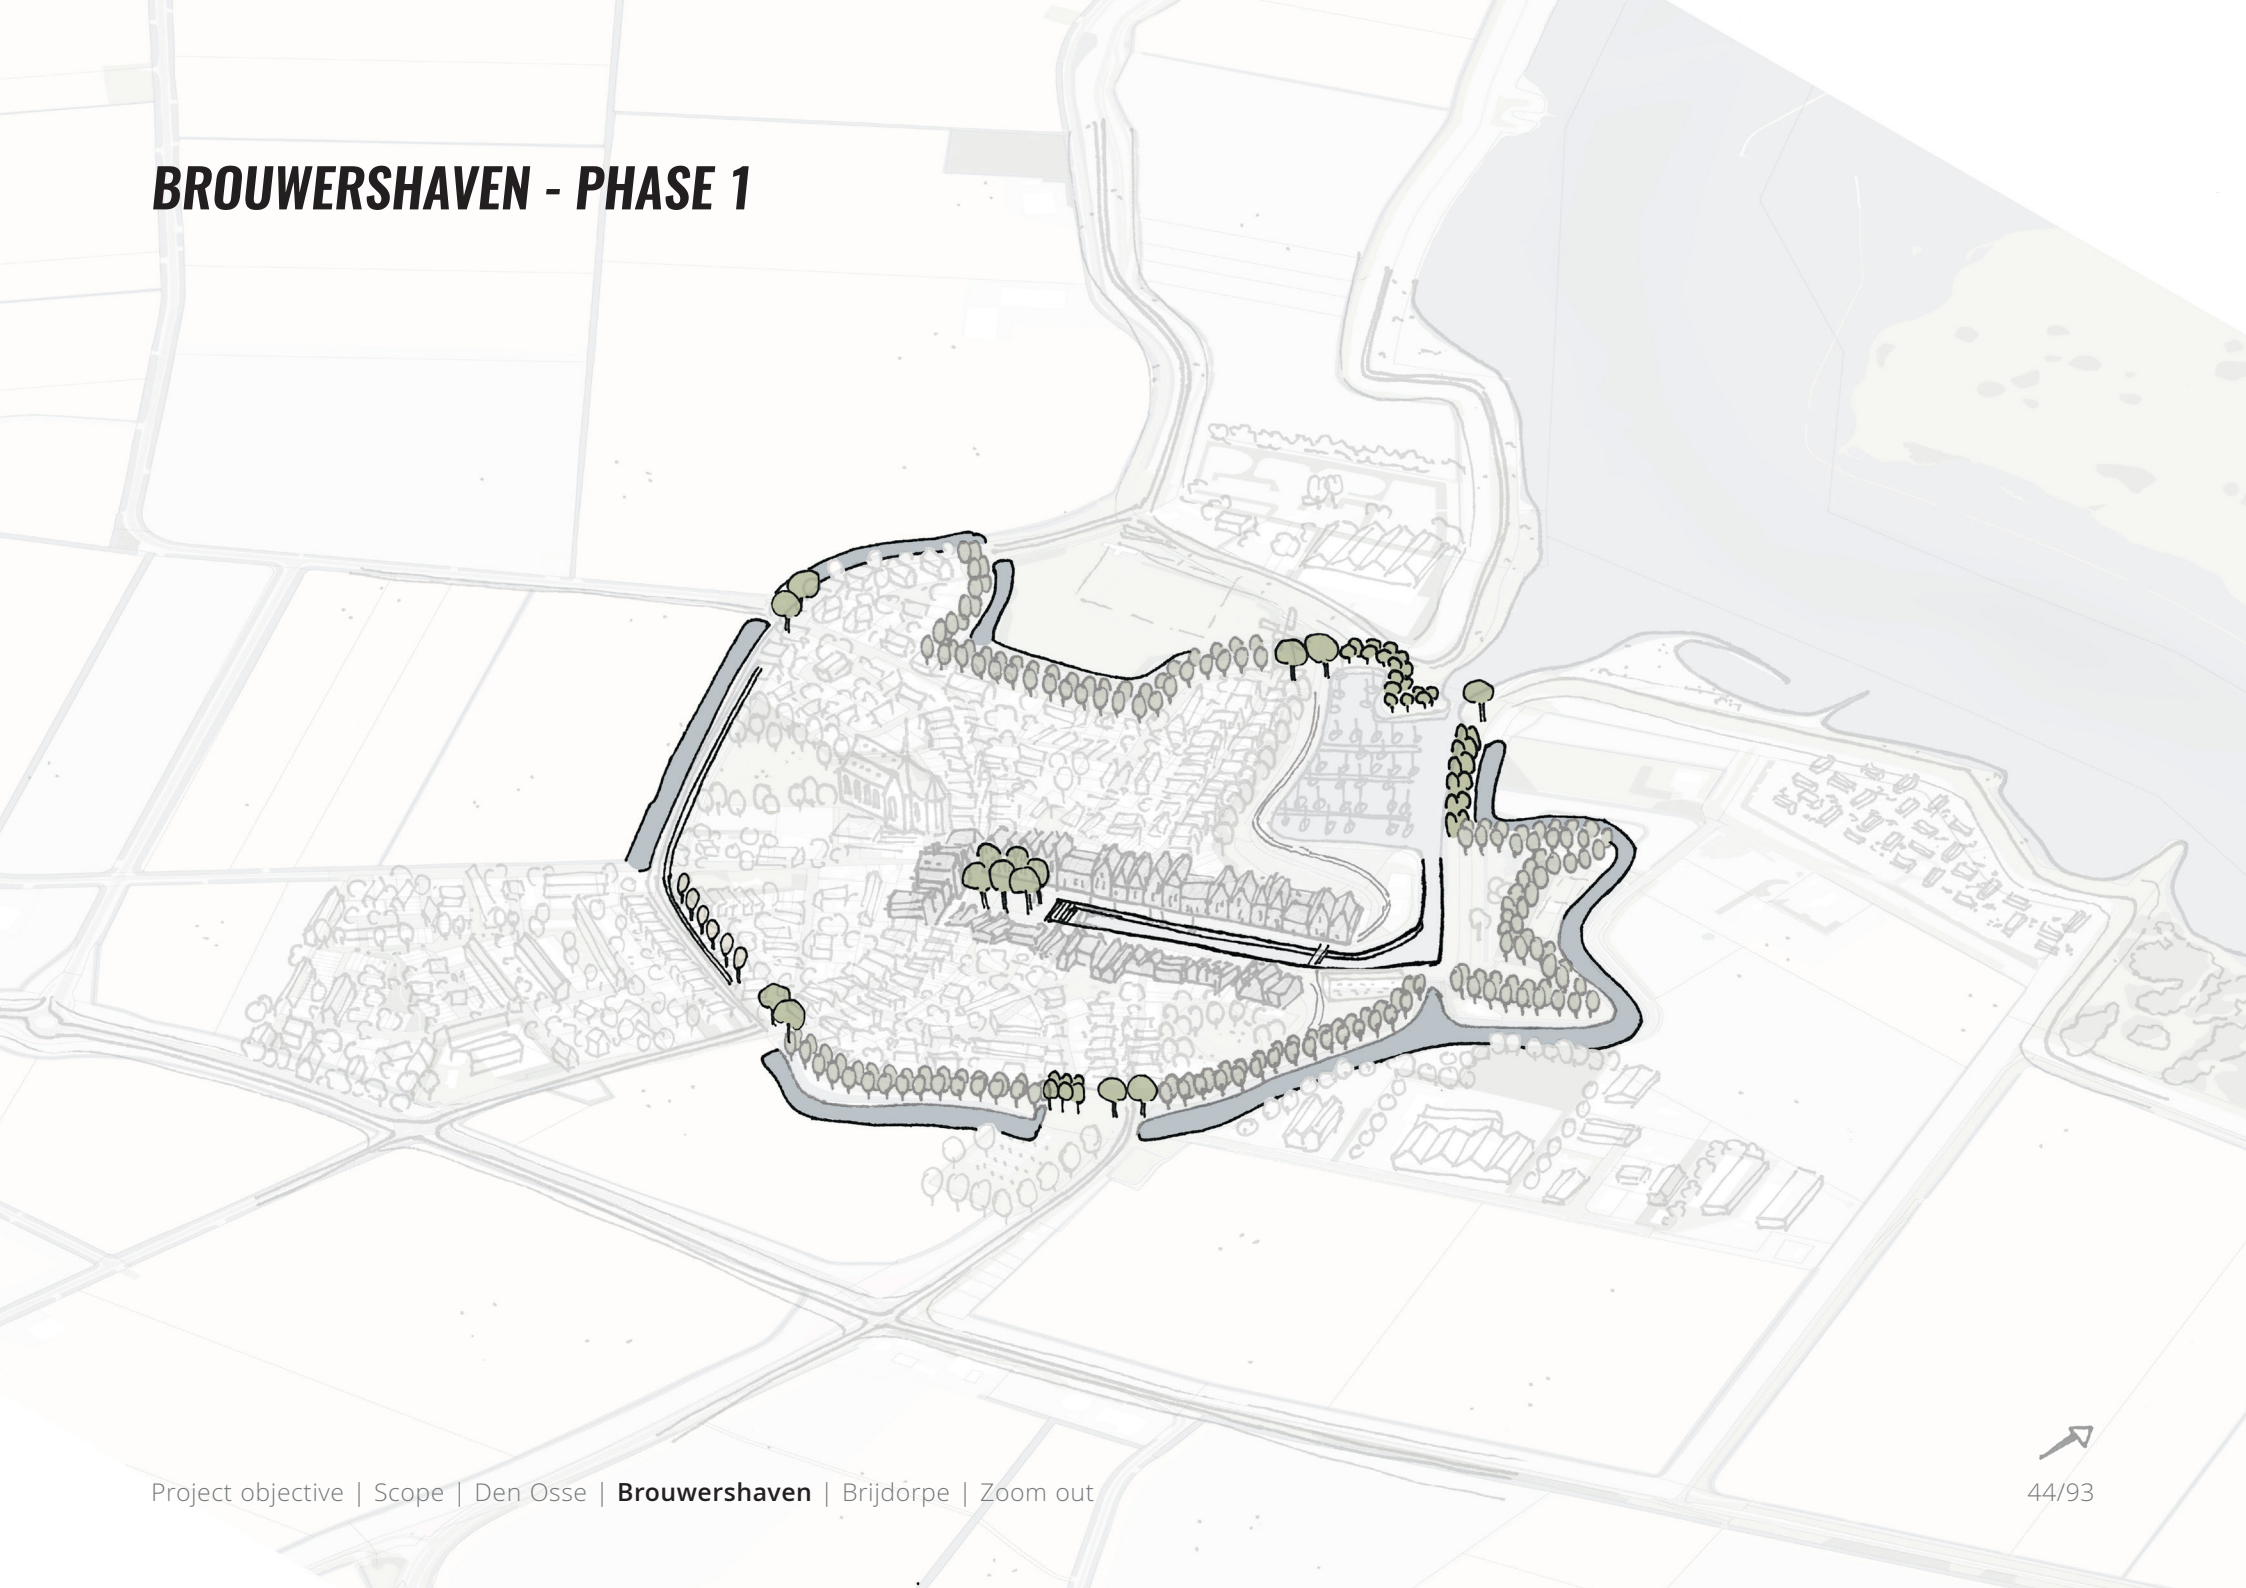 BROUWERSHAVEN - PHASE 1
Project objective | Scope | Den Osse | Brouwershaven | Brijdorpe | Zoom out
44/93